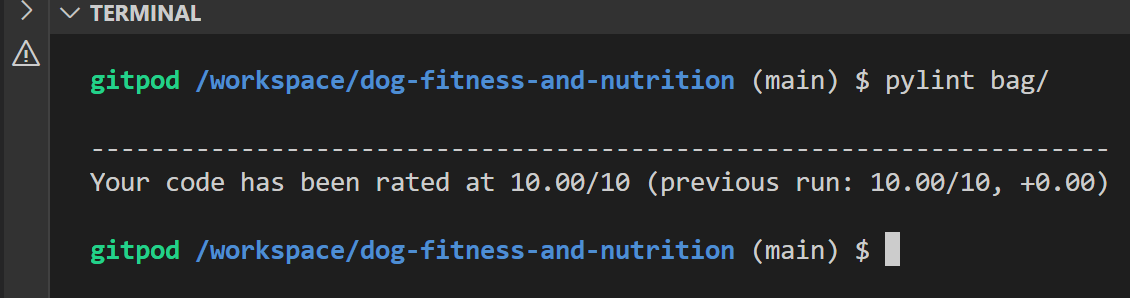 TERMINAL
gitpod /workspace/dog-fitness-and-nutrition (main) $ pylint bag/
--------------------------------------------------------------------
Your code has been rated at 10.00/10 (previous run: 10.00/10, +0.00)
gitpod /workspace/dog-fitness-and-nutrition (main) $